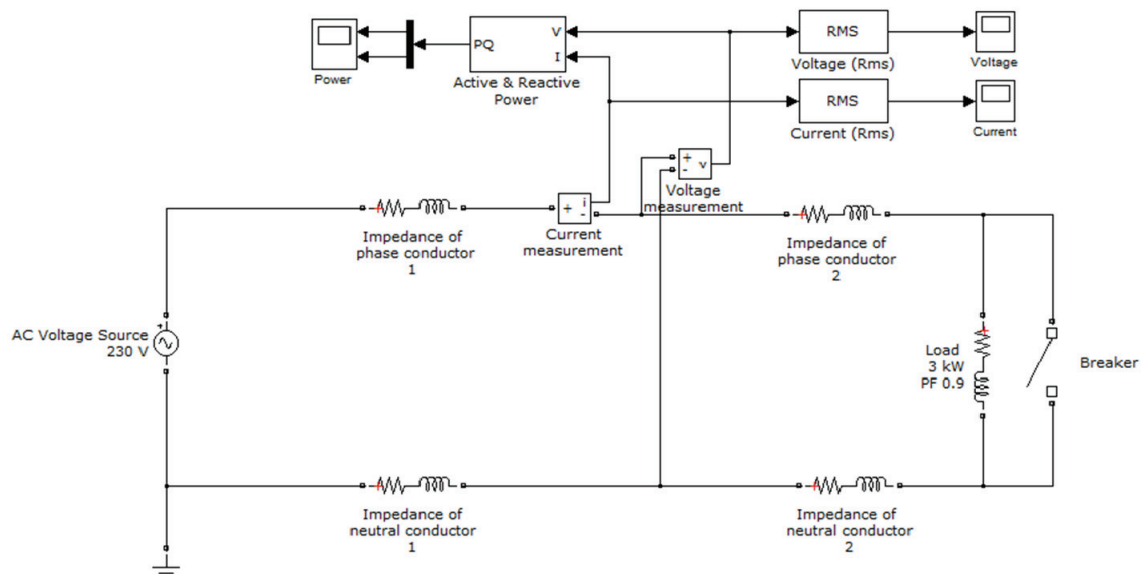 Power
PQ
V
I
Active & Reactive
Power
RMS
Voltage (Rms)
Voltage
RMS
Current (Rms)
Current
+
-
v
Voltage
measurement
+
i
-
Current
measurement
Impedance of
phase conductor
1
Impedance of
phase conductor
2
AC Voltage Source
230 V
+
Load
3 kW
PF 0.9
Breaker
Impedance of
neutral conductor
1
Impedance of
neutral conductor
2